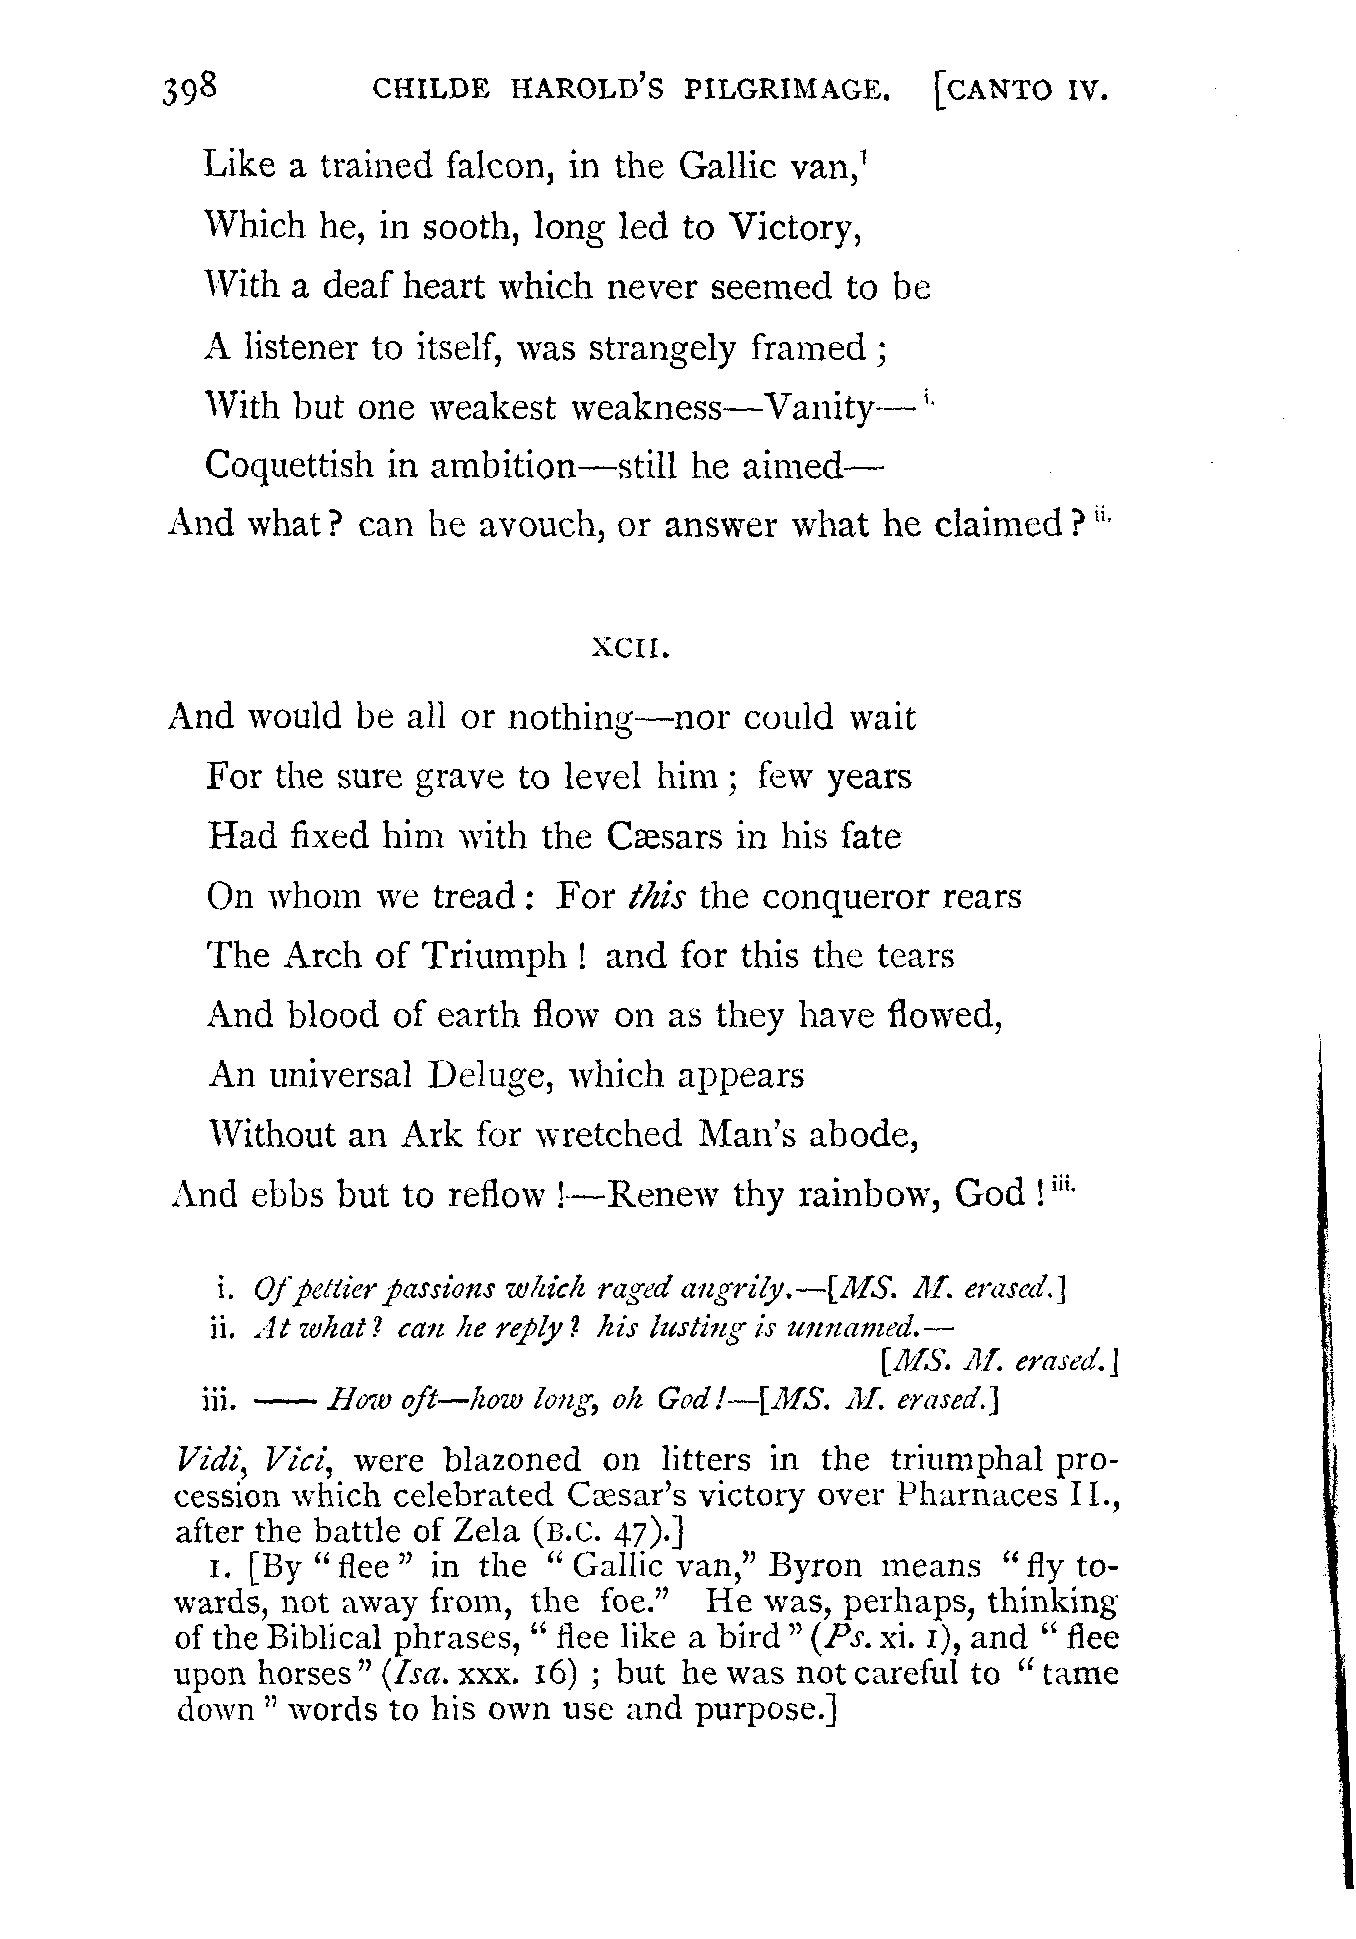 398 CHILDE HAROLD'S PILGRIMAGE. [CANTO IV.
Like a trained falcon, in the Gallic van,¹
Which he, in sooth, long led to Victory,
With a deaf heart which never seemed to be
A listener to itself, was strangely framed ;
With but one weakest weakness—Vanity— i.
Coquettish in ambition—still he aimed—
And what? can he avouch, or answer what he claimed? ii.
XCII.
And would be all or nothing—nor could wait
For the sure grave to level him ; few years
Had fixed him with the Cæsars in his fate
On whom we tread : For this the conqueror rears
The Arch of Triumph ! and for this the tears
And blood of earth flow on as they have flowed,
An universal Deluge, which appears
Without an Ark for wretched Man's abode,
And ebbs but to reflow !—Renew thy rainbow, God ! iii.
i. Of pettier passions which raged angrily.—[MS. M. erased.]
ii. At what? can he reply? his lusting is unnamed.—
[MS. M. erased.]
iii. —— How oft—how long, oh God!—[MS. M. erased.]
Vidi, Vici, were blazoned on litters in the triumphal pro-
cession which celebrated Cæsar's victory over Pharnaces II.,
after the battle of Zela (B.C. 47).]
1. [By "flee" in the "Gallic van," Byron means "fly to-
wards, not away from, the foe." He was, perhaps, thinking
of the Biblical phrases, "flee like a bird" (Ps. xi. 1), and "flee
upon horses" (Isa. xxx. 16) ; but he was not careful to "tame
down" words to his own use and purpose.]